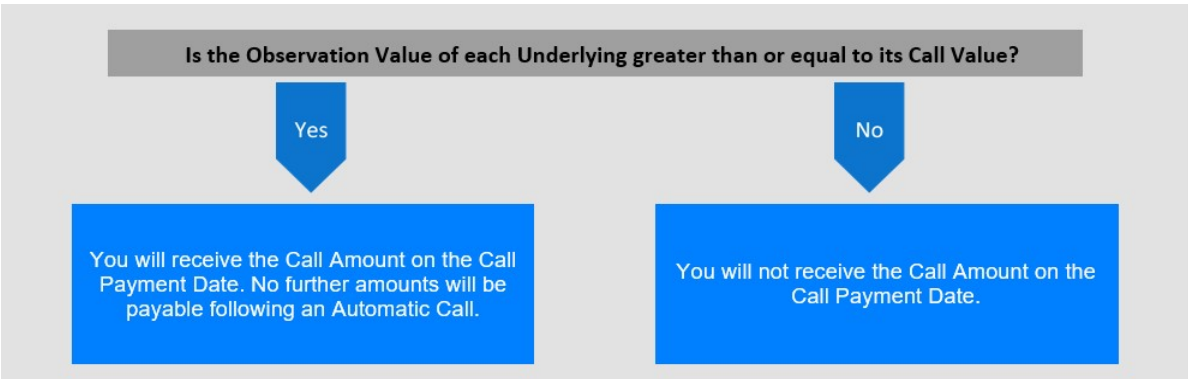 Is the Observation Value of each Underlying greater than or equal to its Call Value?
Yes
No
You will receive the Call Amount on the Call
Payment Date. No further amounts will be
payable following an Automatic Call.
You will not receive the Call Amount on the
Call Payment Date.